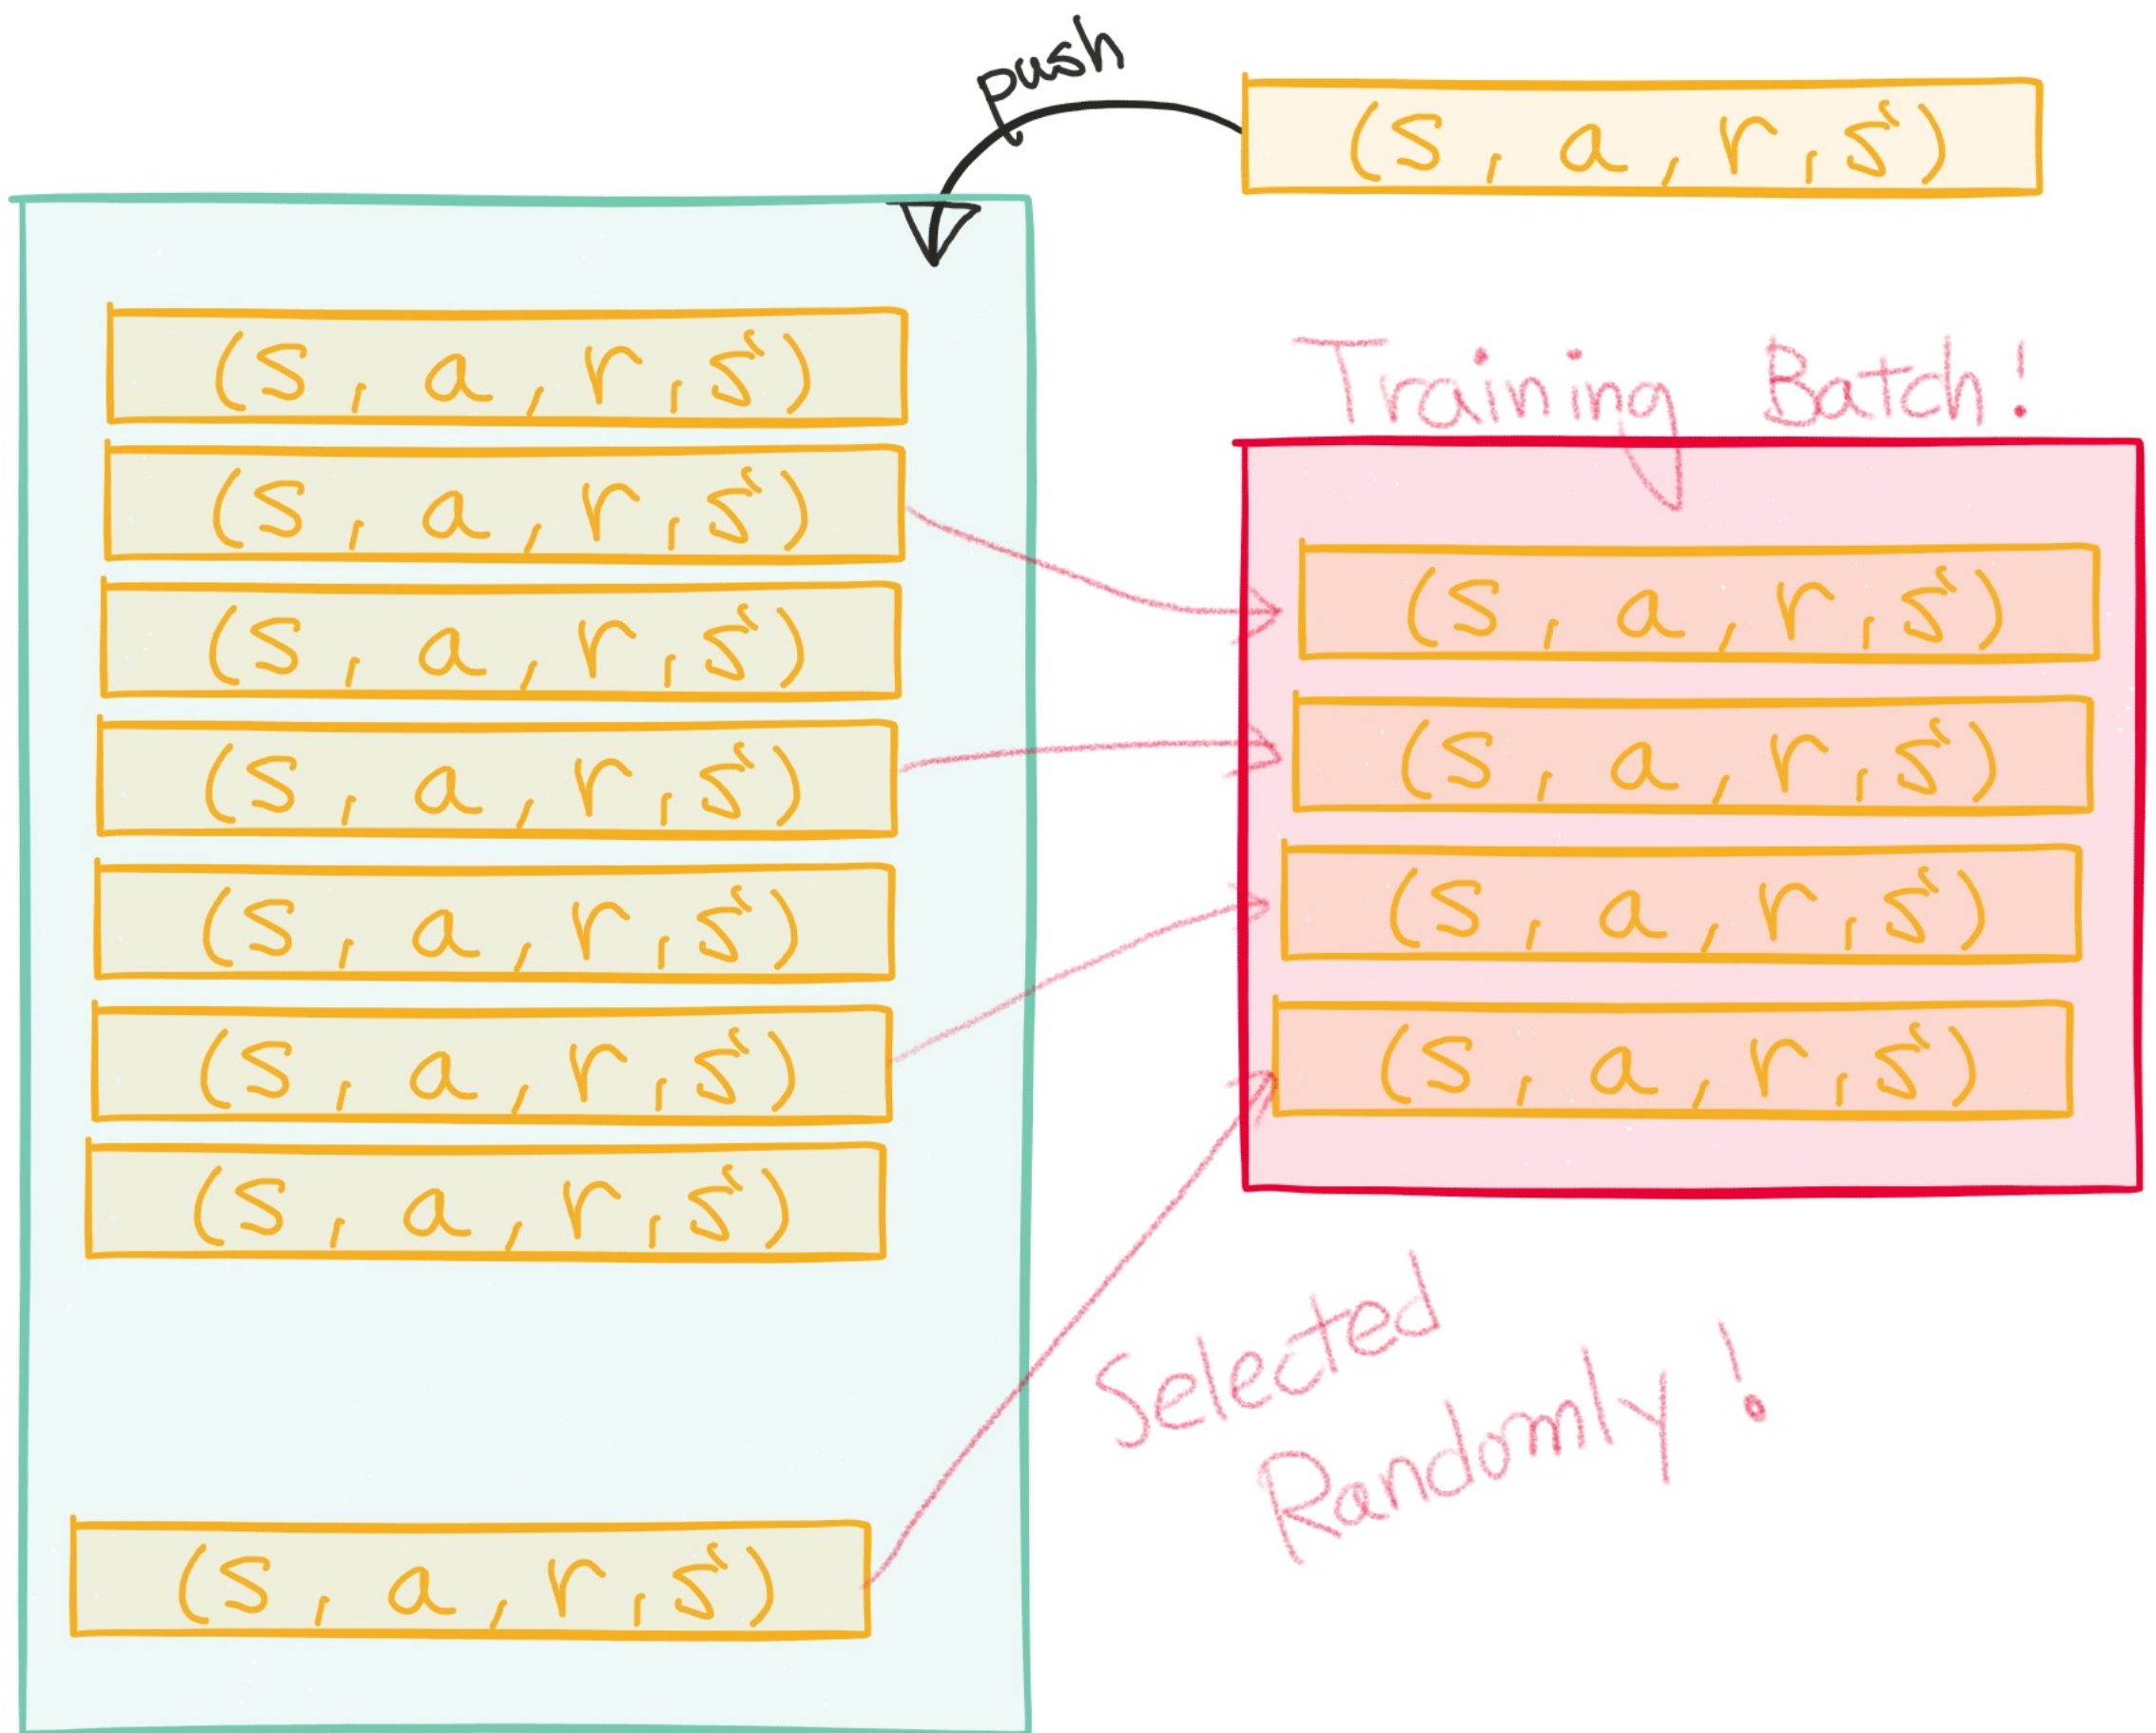 push
(s, a, r, s')
(s, a, r, s')
(s, a, r, s')
(s, a, r, s')
(s, a, r, s')
(s, a, r, s')
(s, a, r, s')
(s, a, r, s')
(s, a, r, s')
Training Batch!
(s, a, r, s')
(s, a, r, s')
(s, a, r, s')
(s, a, r, s')
Selected
Randomly!